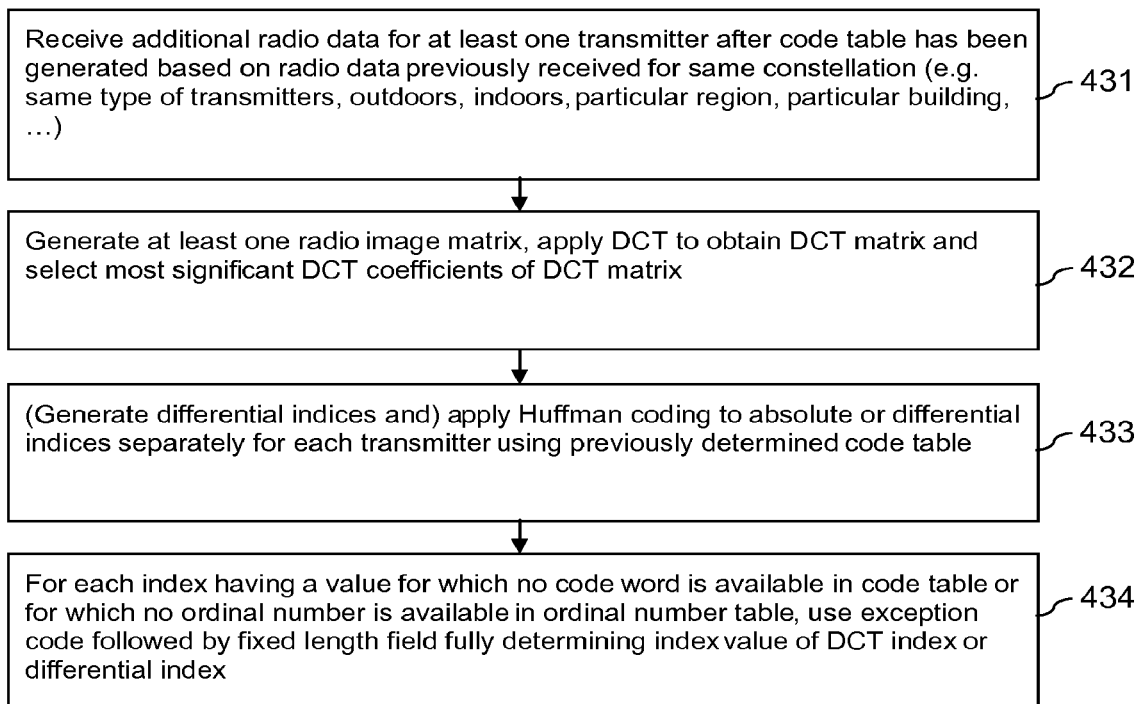 Receive additional radio data for at least one transmitter after code table has been
generated based on radio data previously received for same constellation (e.g.
same type of transmitters, outdoors, indoors, particular region, particular building,
…)
431
Generate at least one radio image matrix, apply DCT to obtain DCT matrix and
select most significant DCT coefficients of DCT matrix
432
(Generate differential indices and) apply Huffman coding to absolute or differential
indices separately for each transmitter using previously determined code table
433
For each index having a value for which no code word is available in code table or
for which no ordinal number is available in ordinal number table, use exception
code followed by fixed length field fully determining index value of DCT index or
differential index
434